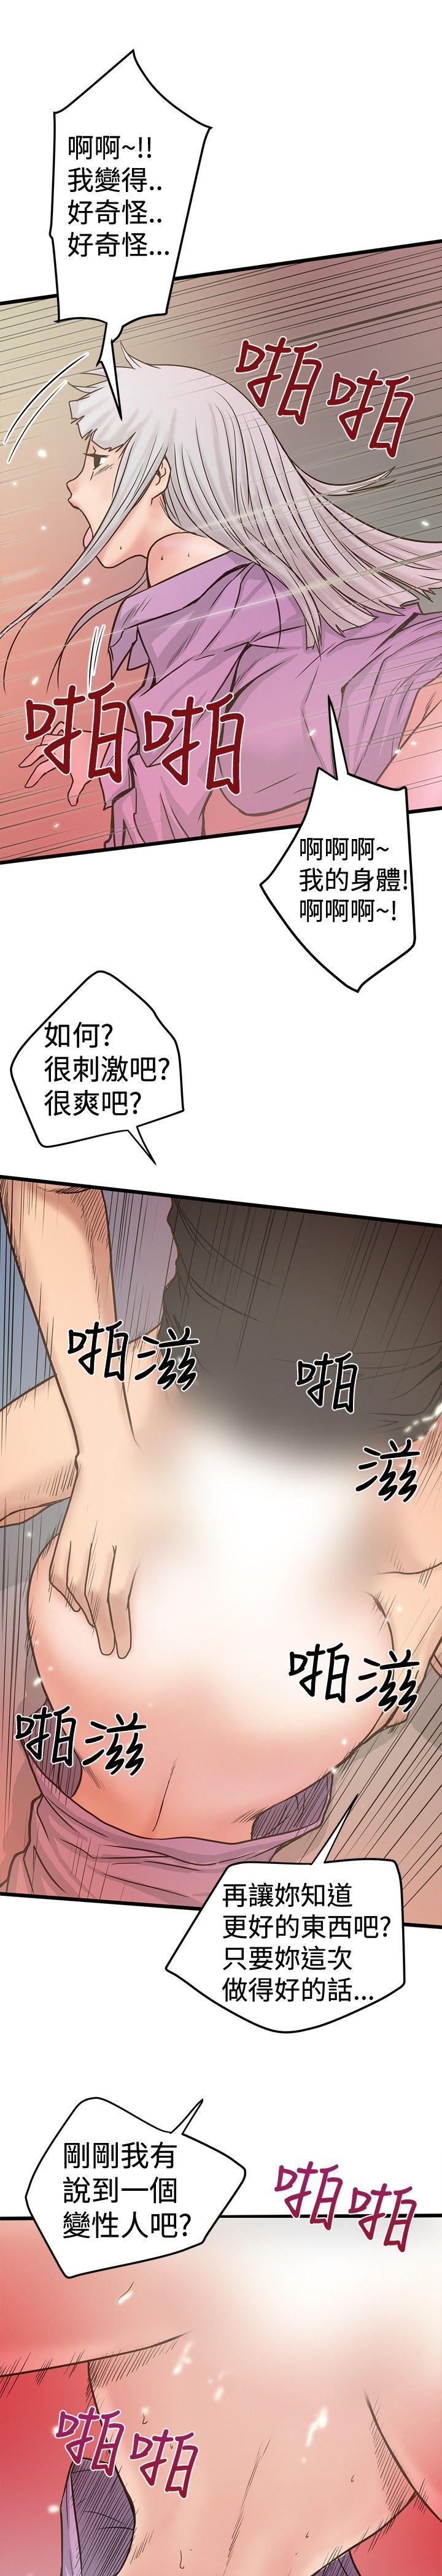 啊啊~!!
我變得..
好奇怪..
好奇怪...
啪啪
啪啪
啊啊啊~
我的身體!
啊啊啊~!
如何?
很刺激吧?
很爽吧?
啪滋
啪
滋
啪滋
啪滋
再讓妳知道
更好的東西吧?
只要妳這次
做得好的話...
剛剛我有
說到一個
變性人吧?
啪啪
啪啪